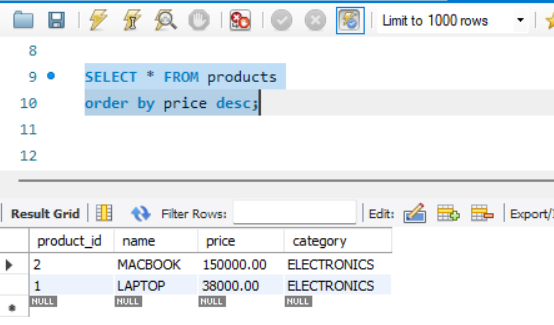 Limit to 1000 rows
8
9 SELECT * FROM products
10 order by price desc;
11
12
Result Grid Filter Rows: Edit: Export/
product_id name price category
2 MACBOOK 150000.00 ELECTRONICS
1 LAPTOP 38000.00 ELECTRONICS
NULL NULL NULL NULL